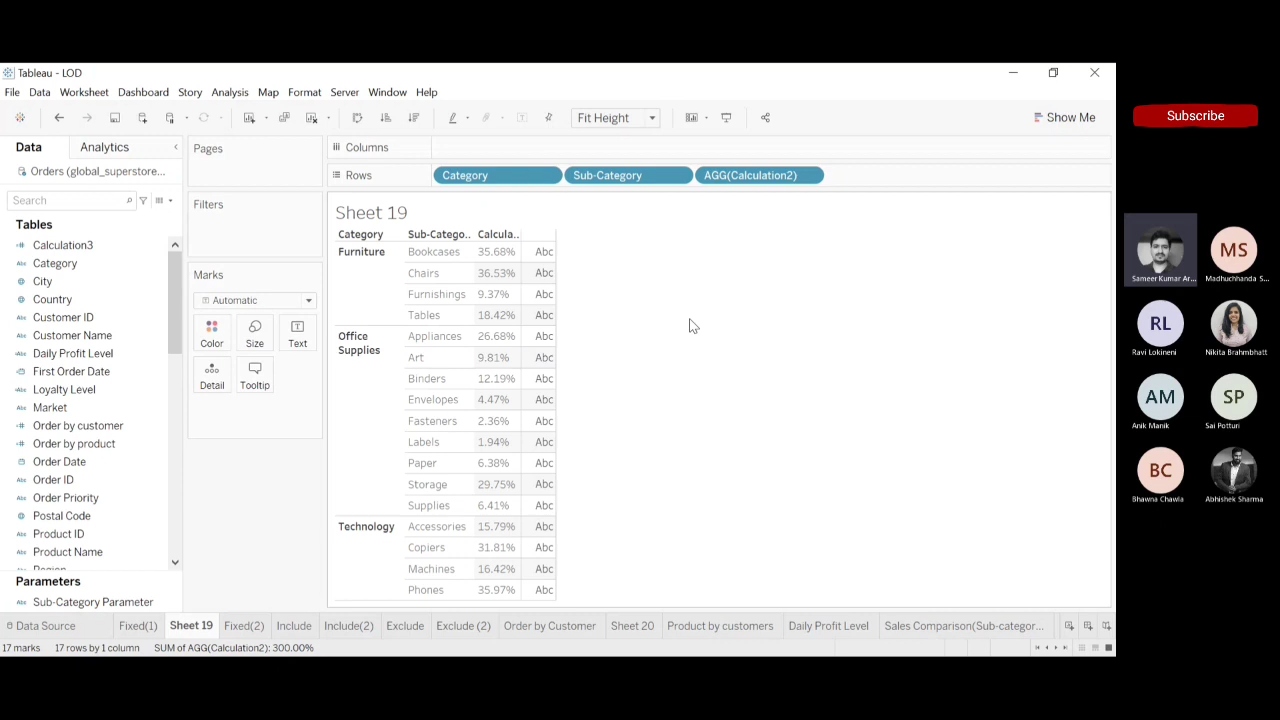 Tableau - LOD
File Data Worksheet Dashboard Story Analysis Map Format Server Window Help
Fit Height
Show Me
Data Analytics
Orders (global_superstore...
Search
Tables
Calculation3
Category
City
Country
Customer ID
Customer Name
Daily Profit Level
First Order Date
Loyalty Level
Market
Order by customer
Order by product
Order Date
Order ID
Order Priority
Postal Code
Product ID
Product Name
Region
Parameters
Sub-Category Parameter
Pages
Filters
Marks
Automatic
Color Size Text
Detail Tooltip
Columns
Rows Category Sub-Category AGG(Calculation2)
Sheet 19
Category Sub-Catego.. Calcula..
Furniture Bookcases 35.68% Abc
Chairs 36.53% Abc
Furnishings 9.37% Abc
Tables 18.42% Abc
Office Supplies Appliances 26.68% Abc
Art 9.81% Abc
Binders 12.19% Abc
Envelopes 4.47% Abc
Fasteners 2.36% Abc
Labels 1.94% Abc
Paper 6.38% Abc
Storage 29.75% Abc
Supplies 6.41% Abc
Technology Accessories 15.79% Abc
Copiers 31.81% Abc
Machines 16.42% Abc
Phones 35.97% Abc
Data Source Fixed(1) Sheet 19 Fixed(2) Include Include(2) Exclude Exclude (2) Order by Customer Sheet 20 Product by customers Daily Profit Level Sales Comparison(Sub-categor...
17 marks 17 rows by 1 column SUM of AGG(Calculation2): 300.00%
Subscribe
Sameer Kumar Ar...
MS
Madhuchhanda S...
RL
Ravi Lokineni
Nikita Brahmbhatt
AM
Anik Manik
SP
Sai Potturi
BC
Bhawna Chawla
Abhishek Sharma